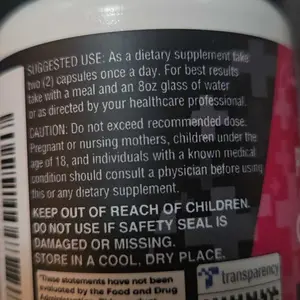 SUGGESTED USE: As a dietary supplement take
two (2) capsules once a day. For best results
take with a meal and an 8oz glass of water
or as directed by your healthcare professional.
CAUTION: Do not exceed recommended dose.
Pregnant or nursing mothers, children under the
age of 18, and individuals with a known medical
condition should consult a physician before using
this or any dietary supplement.
KEEP OUT OF REACH OF CHILDREN.
DO NOT USE IF SAFETY SEAL IS
DAMAGED OR MISSING.
STORE IN A COOL, DRY PLACE.
*These statements have not been
evaluated by the Food and Drug
transparency